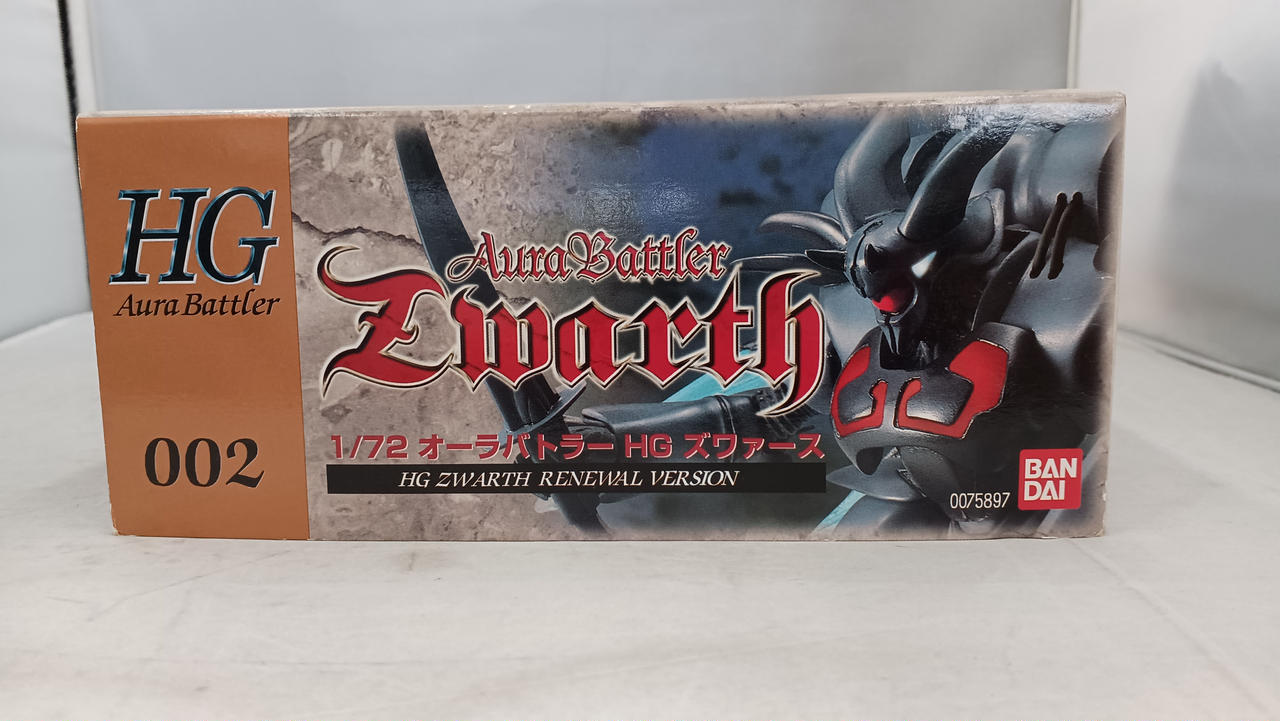 HG
Aura Battler
002
Aura Battler
Zwarth
1/72 オーラバトラー HG ズワァース
HG ZWARTH RENEWAL VERSION
0075897
BAN
DAI